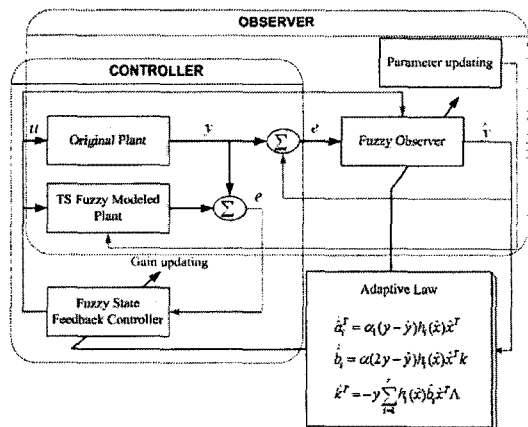 OBSERVER
CONTROLLER
Parameter updating
u
Original Plant
y
Σ
e
Fuzzy Observer
ŷ
TS Fuzzy Modeled
Plant
Σ
e
Gain updating
Fuzzy State
Feedback Controller
Adaptive Law